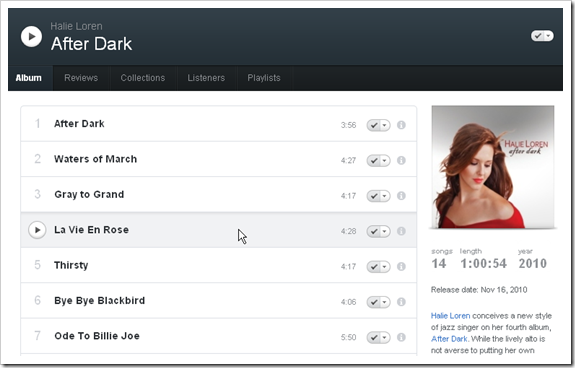 Halie Loren
After Dark
Album Reviews Collections Listeners Playlists
1 After Dark 3:56
2 Waters of March 4:27
3 Gray to Grand 4:17
La Vie En Rose 4:28
5 Thirsty 4:17
6 Bye Bye Blackbird 4:06
7 Ode To Billie Joe 5:50
HALIE LOREN
after dark
songs length year
14 1:00:54 2010
Release date: Nov 16, 2010
Halie Loren conceives a new style
of jazz singer on her fourth album,
After Dark. While the lively alto is
not averse to putting her own